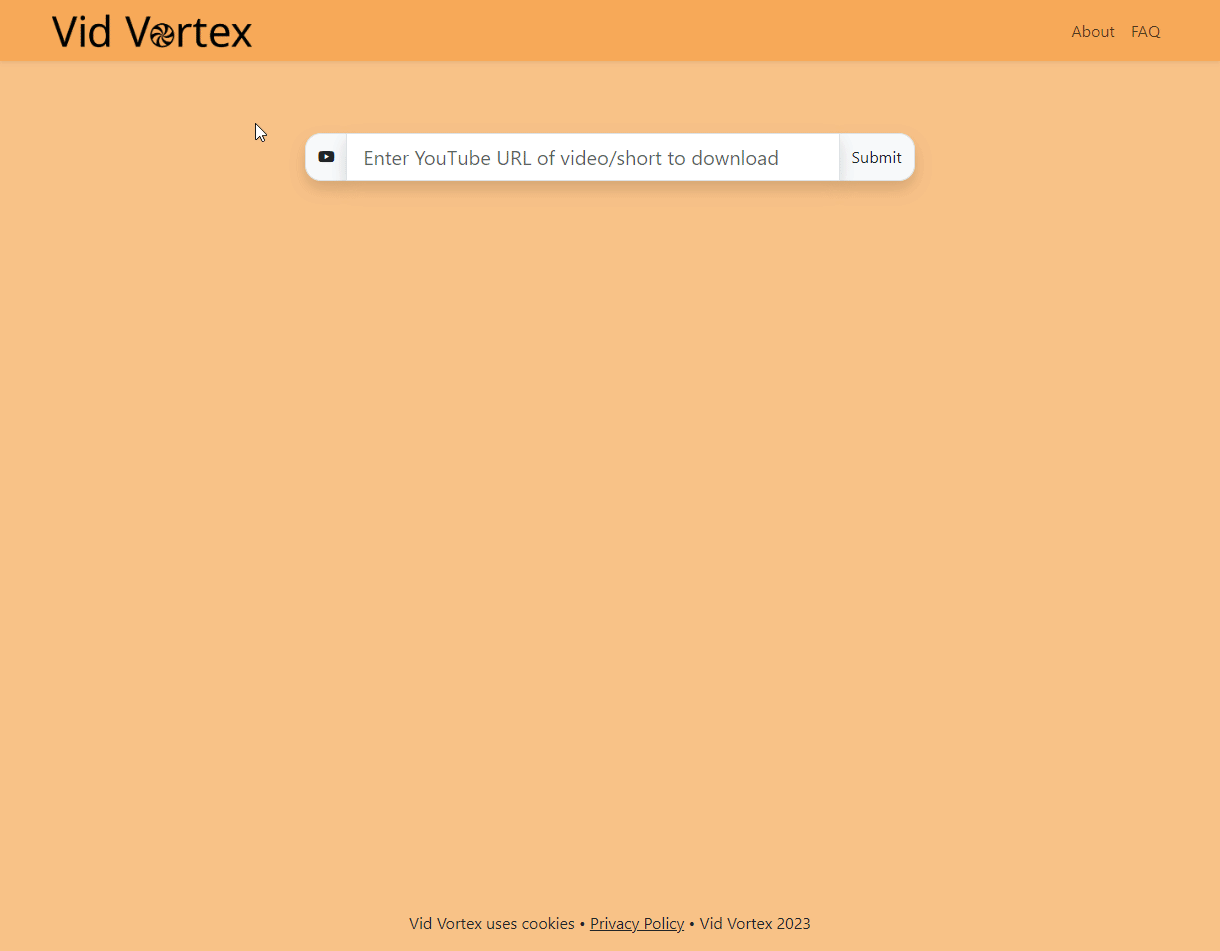 Vid Vortex
About FAQ
Enter YouTube URL of video/short to download Submit
Vid Vortex uses cookies • Privacy Policy • Vid Vortex 2023